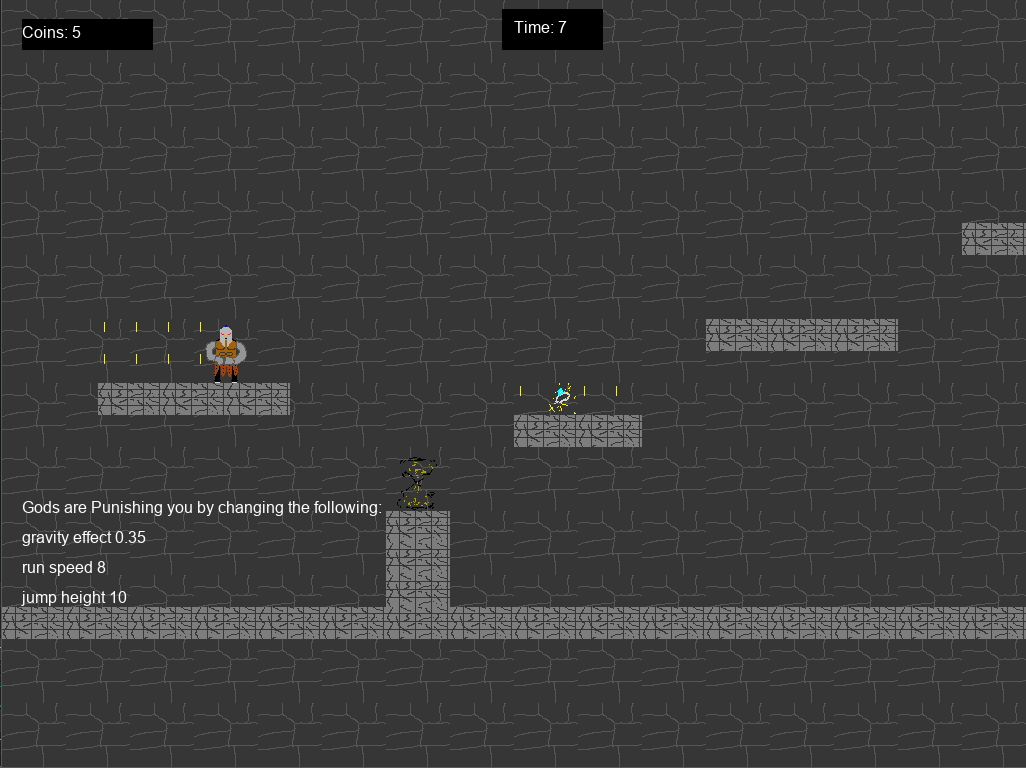 Coins: 5
Time: 7
Gods are Punishing you by changing the following:
gravity effect 0.35
run speed 8
jump height 10